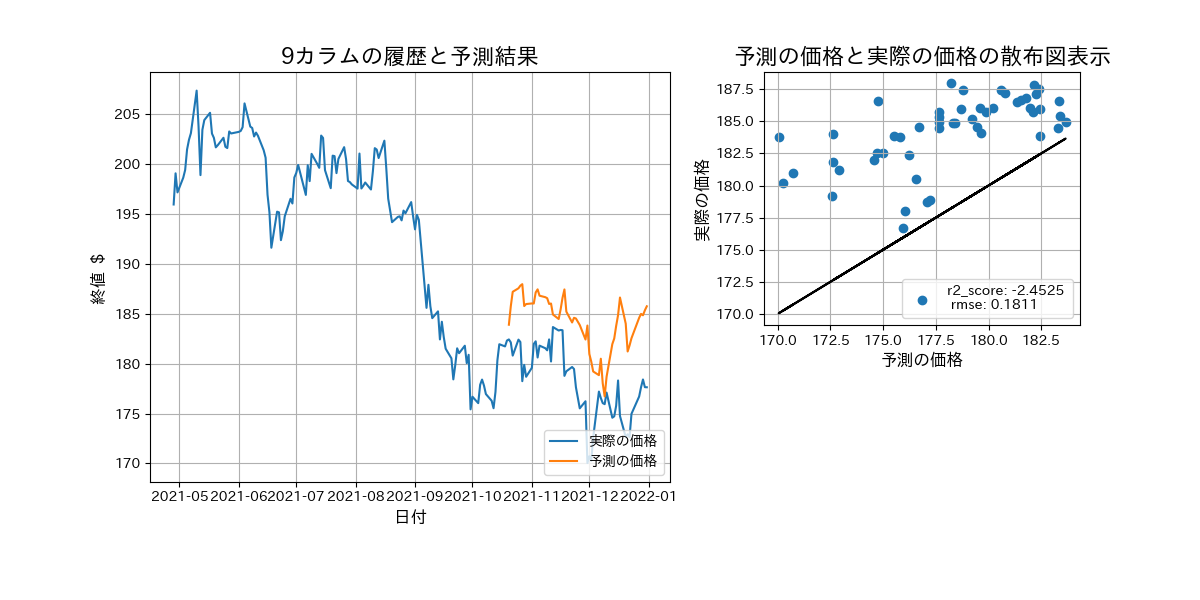 9カラムの履歴と予測結果
205
200
195
190
185
180
175
170
終値 $
2021-05 2021-06 2021-07 2021-08 2021-09 2021-10 2021-11 2021-12 2022-01
日付
実際の価格
予測の価格
予測の価格と実際の価格の散布図表示
187.5
185.0
182.5
180.0
177.5
175.0
172.5
170.0
実際の価格
170.0 172.5 175.0 177.5 180.0 182.5
予測の価格
r2_score: -2.4525
rmse: 0.1811